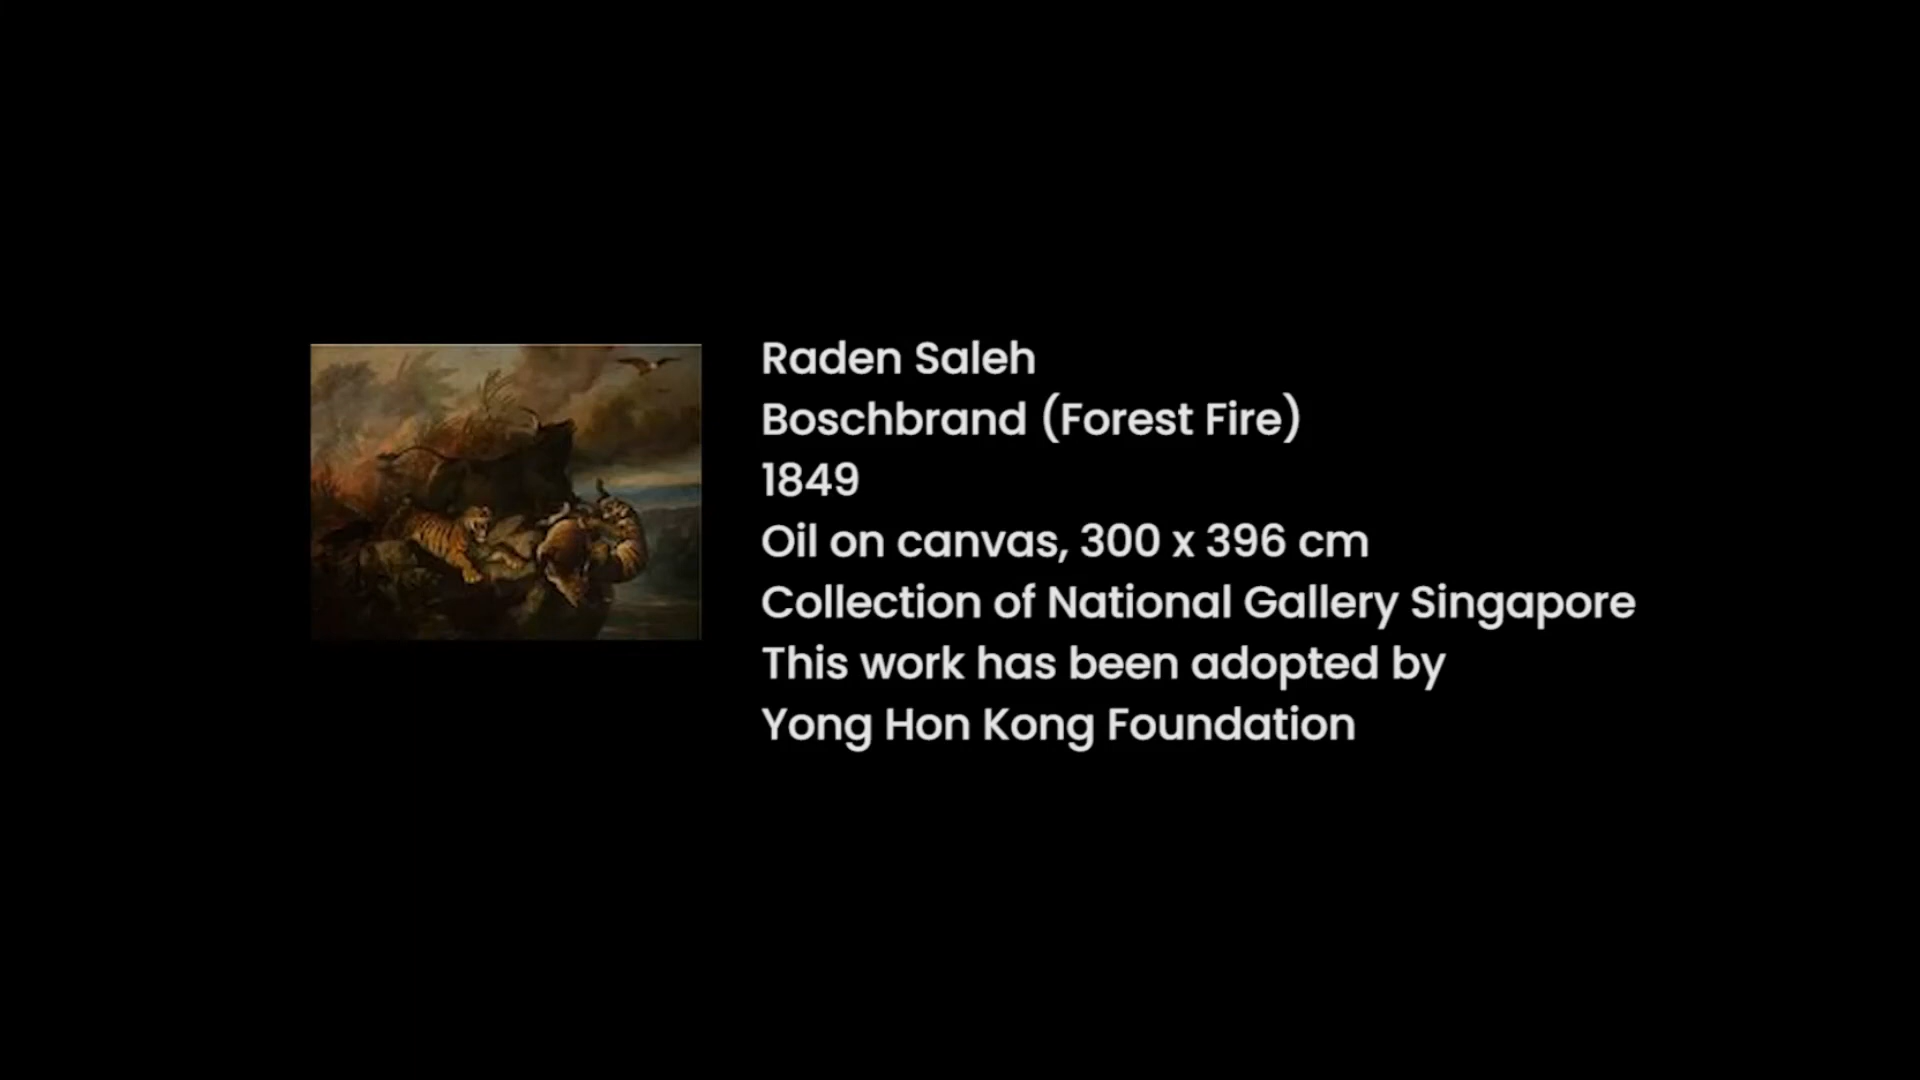 Raden Saleh
Boschbrand (Forest Fire)
1849
Oil on canvas, 300 x 396 cm
Collection of National Gallery Singapore
This work has been adopted by
Yong Hon Kong Foundation